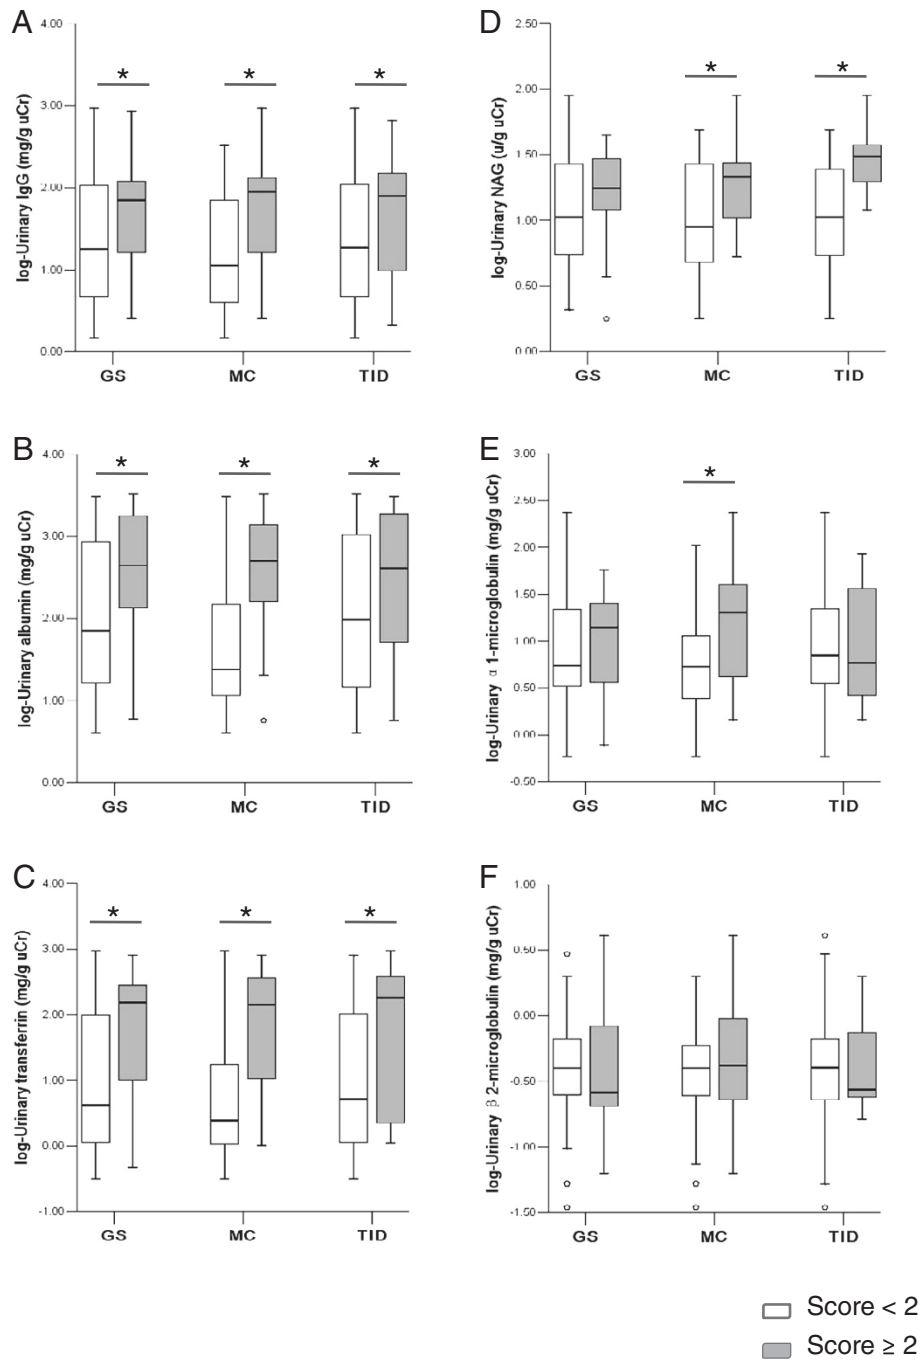 A
log-Urinary IgG (mg/g uCr)
4.00
3.00
2.00
1.00
0.00
*
*
*
GS
MC
TID
D
log-Urinary NAG (u/g uCr)
2.50
2.00
1.50
1.00
0.50
0.00
*
*
GS
MC
TID
B
log-Urinary albumin (mg/g uCr)
4.00
3.00
2.00
1.00
0.00
*
*
*
GS
MC
TID
E
log-Urinary α 1-microglobulin (mg/g uCr)
3.00
2.50
2.00
1.50
1.00
0.50
0.00
-0.50
*
GS
MC
TID
C
log-Urinary transferrin (mg/g uCr)
4.00
3.00
2.00
1.00
0.00
-1.00
*
*
*
GS
MC
TID
F
log-Urinary β 2-microglobulin (mg/g uCr)
1.00
0.50
0.00
-0.50
-1.00
-1.50
GS
MC
TID
Score < 2
Score ≥ 2